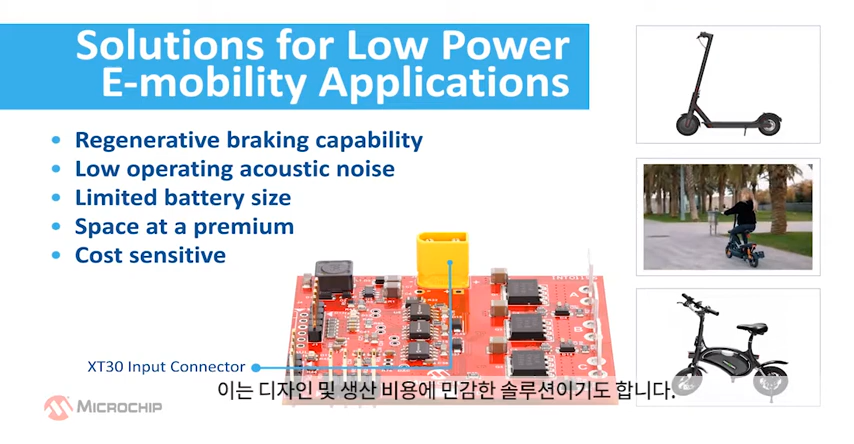 Solutions for Low Power
E-mobility Applications
• Regenerative braking capability
• Low operating acoustic noise
• Limited battery size
• Space at a premium
• Cost sensitive
XT30 Input Connector
이는 디자인 및 생산 비용에 민감한 솔루션이기도 합니다.
MICROCHIP
A
B
C